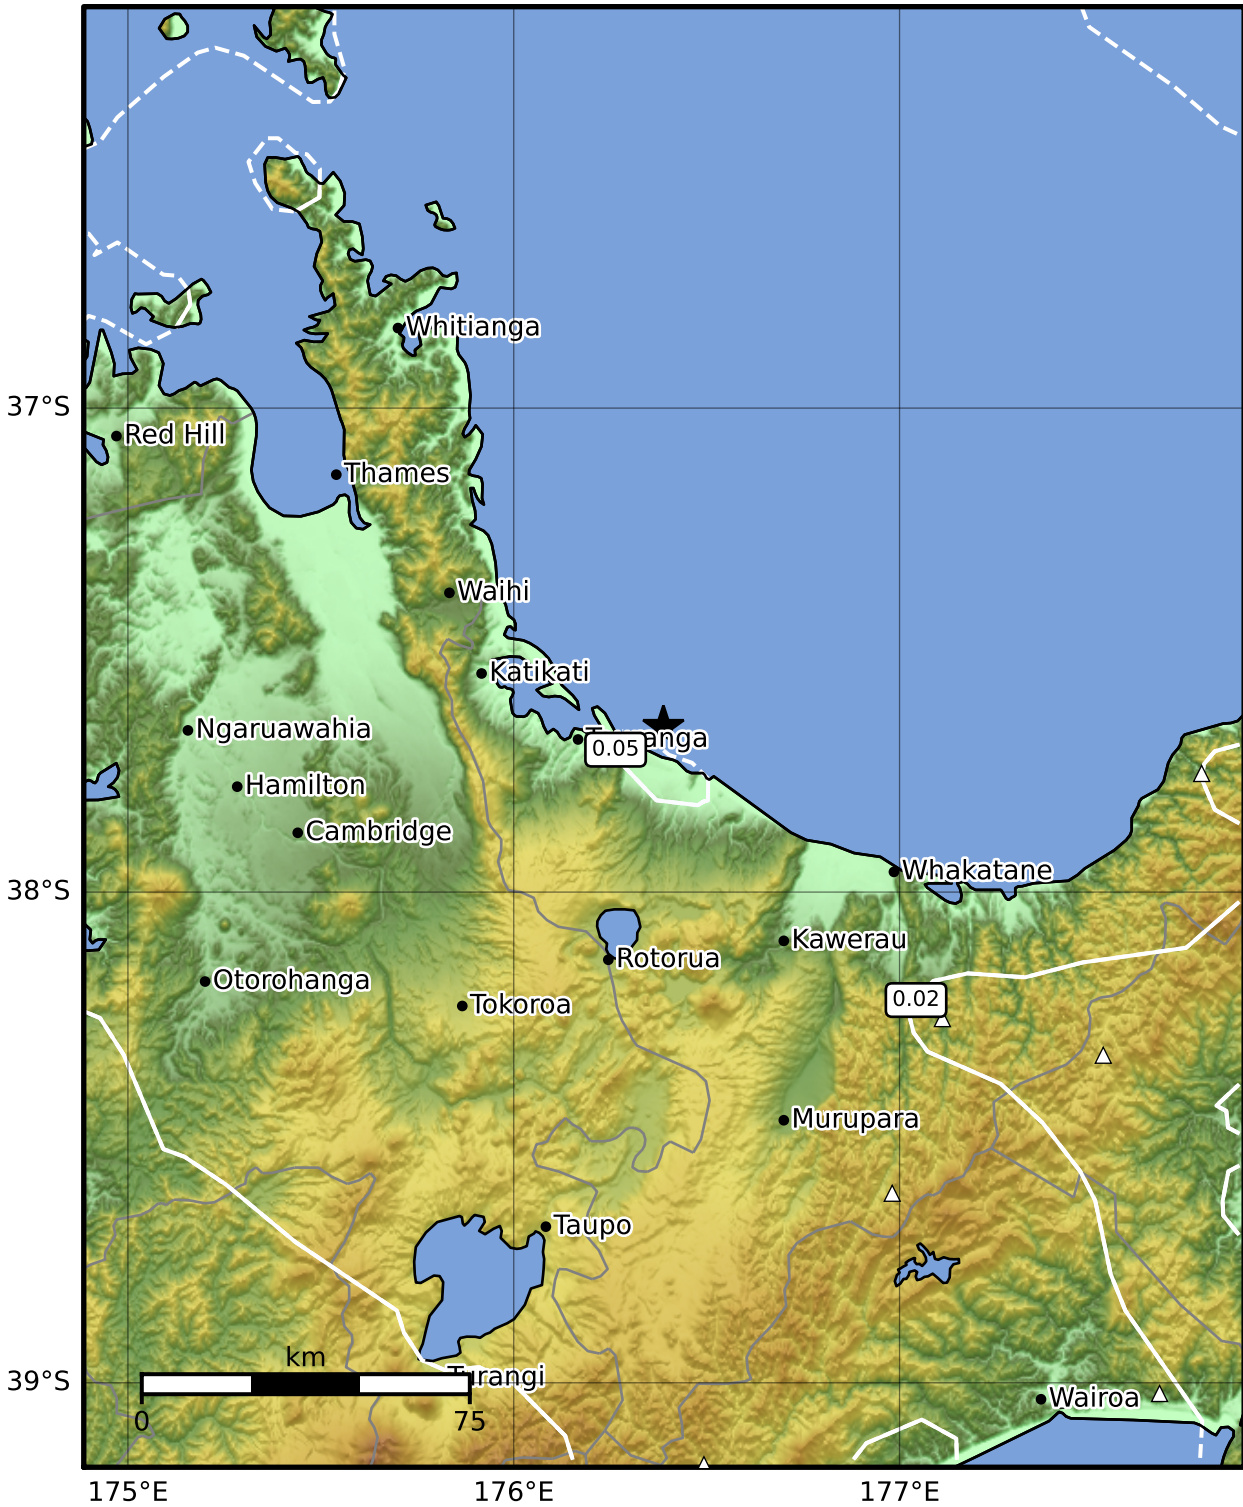 Whitianga
37°S
Red Hill
Thames
Waihi
Katikati
Ngaruawahia
0.05
Hamilton
Cambridge
Whakatane
38°S
Kawerau
Rotorua
Otorohanga
0.02
Tokoroa
Murupara
Taupo
km
Turangi
39°S
Wairoa
0
75
175°E
176°E
177°E